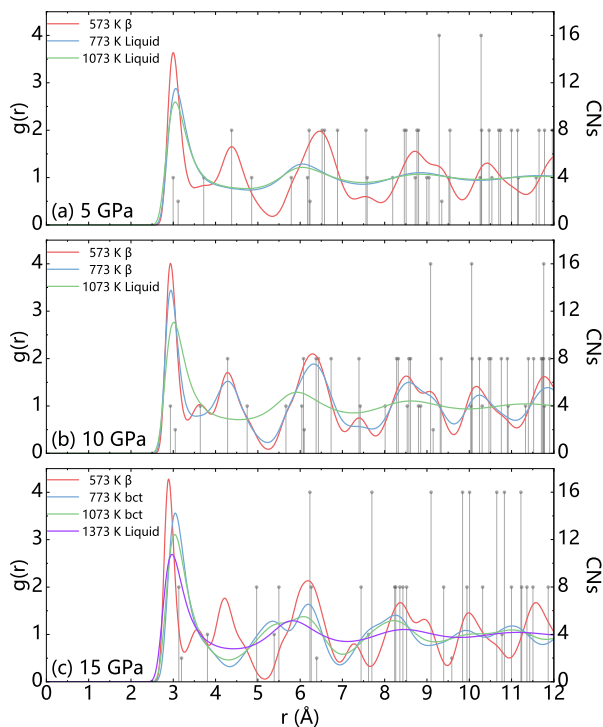 573 K β
773 K Liquid
1073 K Liquid
(a) 5 GPa
g(r)
0
1
2
3
4
CNs
0
4
8
12
16
573 K β
773 K β
1073 K Liquid
(b) 10 GPa
g(r)
0
1
2
3
4
CNs
0
4
8
12
16
573 K β
773 K bct
1073 K bct
1373 K Liquid
(c) 15 GPa
g(r)
0
1
2
3
4
CNs
0
4
8
12
16
0 1 2 3 4 5 6 7 8 9 10 11 12
r (Å)